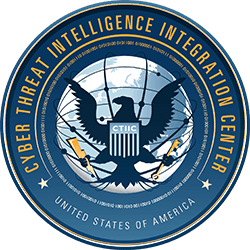 CYBER THREAT INTELLIGENCE INTEGRATION CENTER
CTIIC
UNITED STATES OF AMERICA